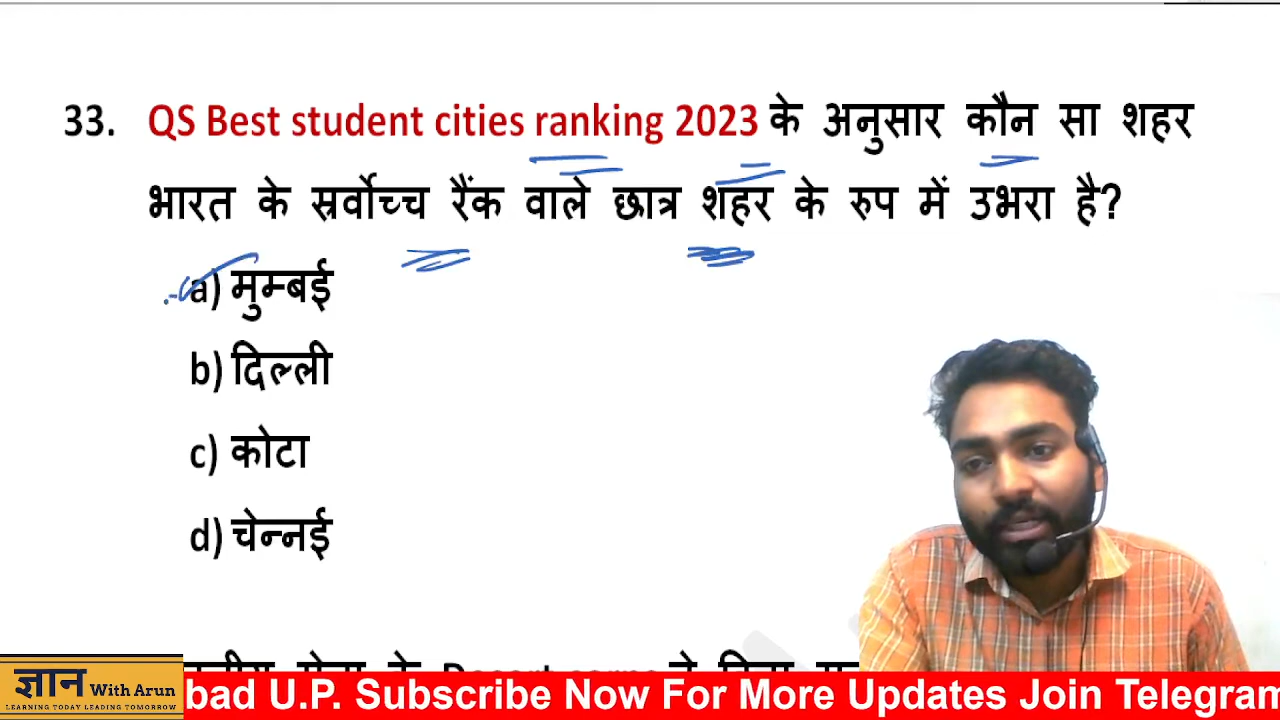 33. QS Best student cities ranking 2023 के अनुसार कौन सा शहर
भारत के स्रर्वोच्च रैंक वाले छात्र शहर के रुप में उभरा है?
a) मुम्बई
b) दिल्ली
c) कोटा
d) चेन्नई
ज्ञान With Arun
LEARNING TODAY LEADING TOMORROW
bad U.P. Subscribe Now For More Updates Join Telegram